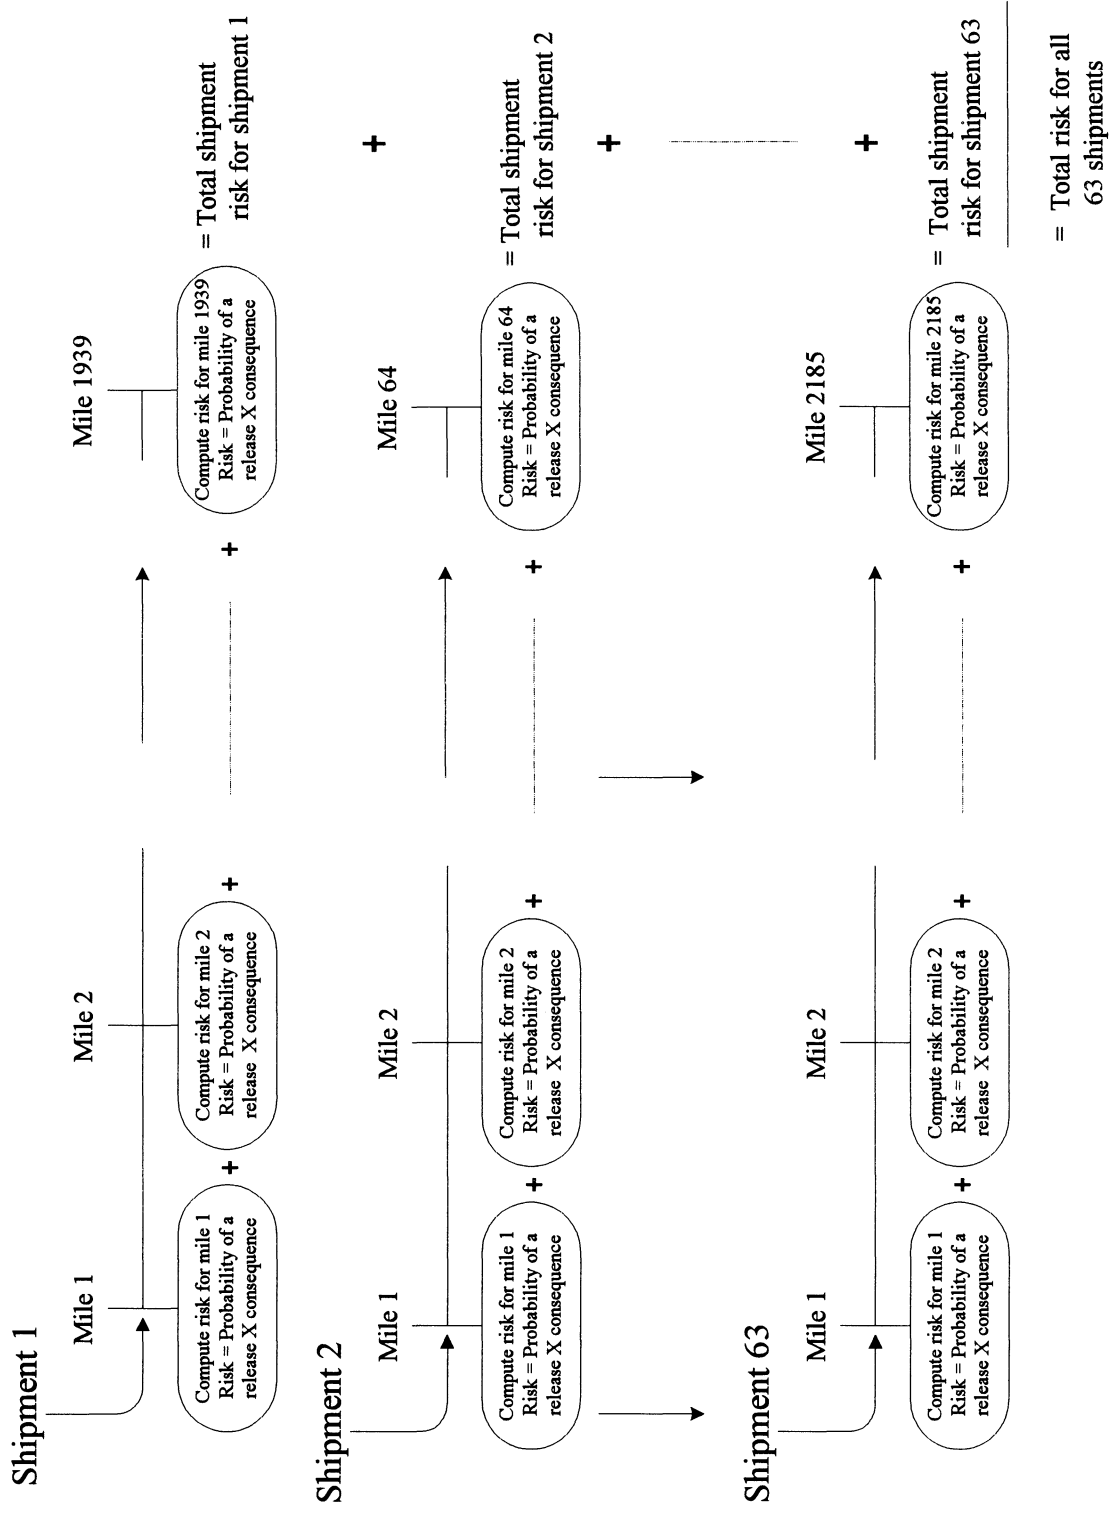 Shipment 1
Mile 1
Mile 2
Mile 1939
Compute risk for mile 1
Risk = Probability of a
release X consequence
+
Compute risk for mile 2
Risk = Probability of a
release X consequence
+
+
Compute risk for mile 1939
Risk = Probability of a
release X consequence
= Total shipment
risk for shipment 1
+
Shipment 2
Mile 1
Mile 2
Mile 64
Compute risk for mile 1
Risk = Probability of a
release X consequence
+
Compute risk for mile 2
Risk = Probability of a
release X consequence
+
+
Compute risk for mile 64
Risk = Probability of a
release X consequence
= Total shipment
risk for shipment 2
+
+
Shipment 63
Mile 1
Mile 2
Mile 2185
Compute risk for mile 1
Risk = Probability of a
release X consequence
+
Compute risk for mile 2
Risk = Probability of a
release X consequence
+
+
Compute risk for mile 2185
Risk = Probability of a
release X consequence
= Total shipment
risk for shipment 63
= Total risk for all
63 shipments